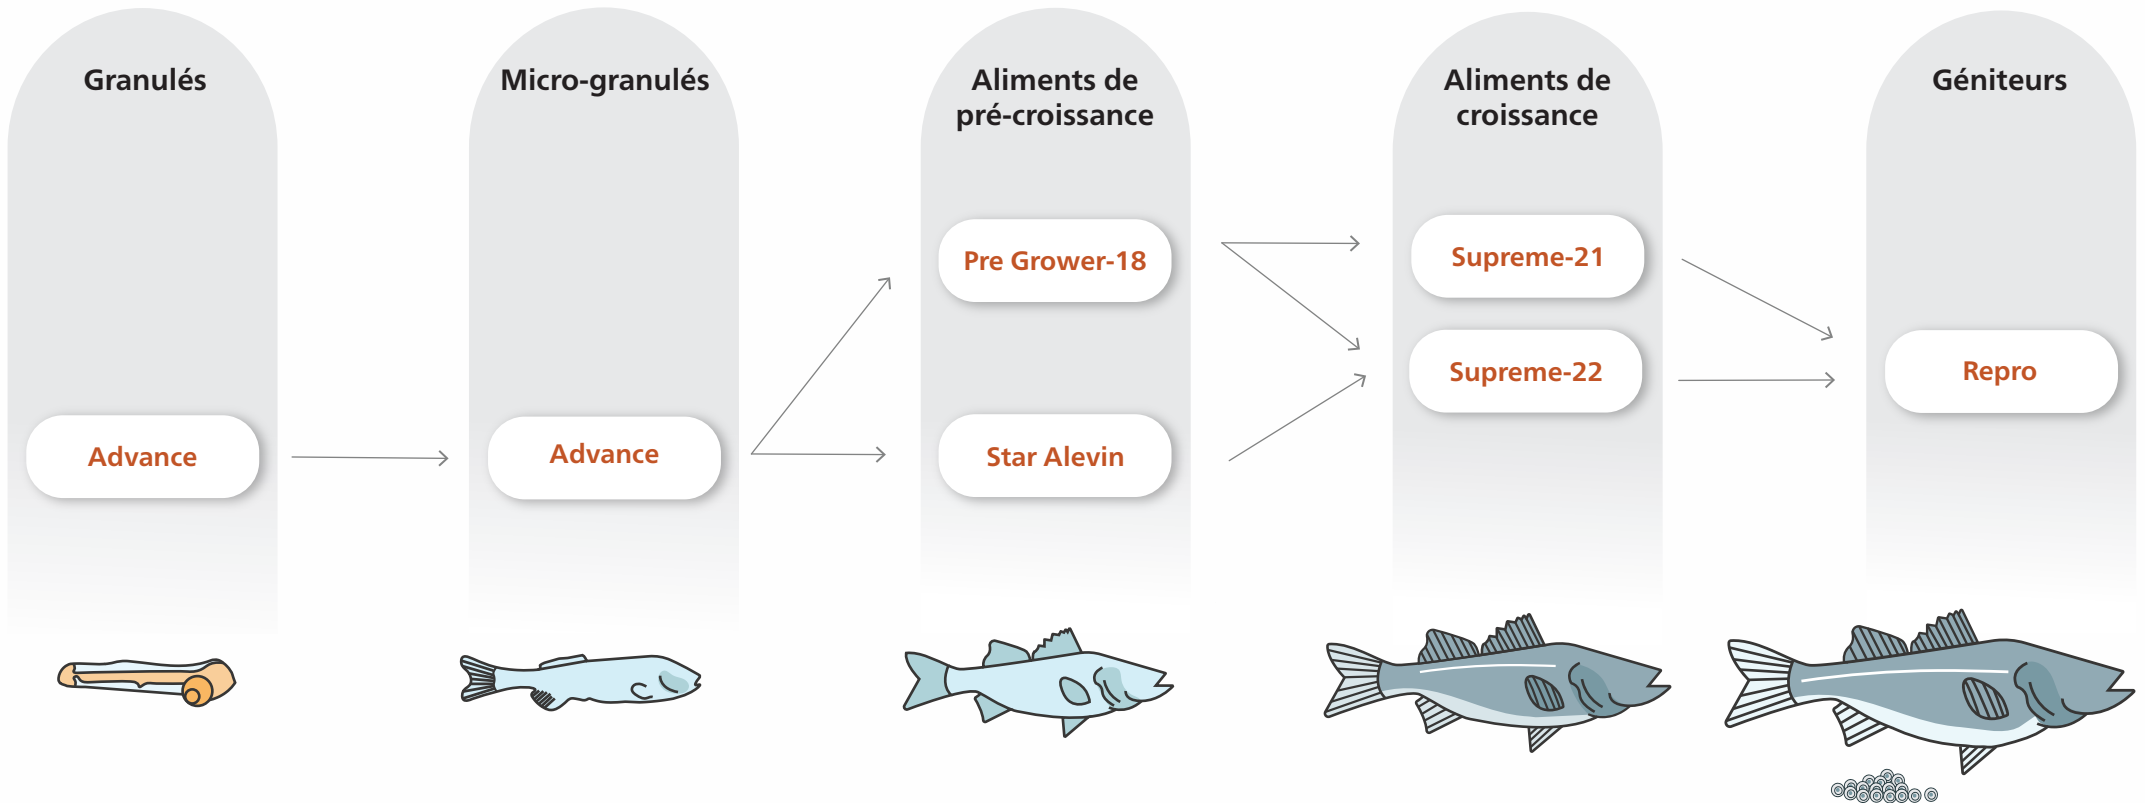 Granulés
Micro-granulés
Aliments de
pré-croissance
Aliments de
croissance
Géniteurs
Pre Grower-18
Supreme-21
Supreme-22
Repro
Advance
Advance
Star Alevin